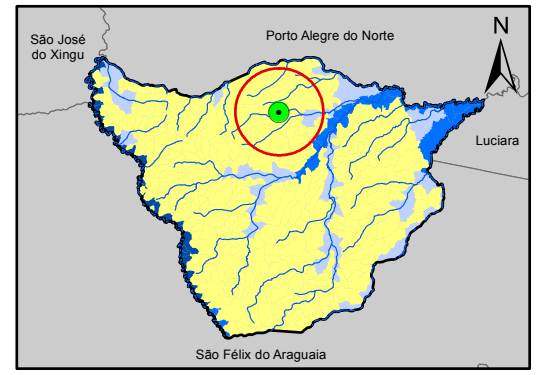 São José
do Xingu
Porto Alegre do Norte
N
Luciara
São Félix do Araguaia